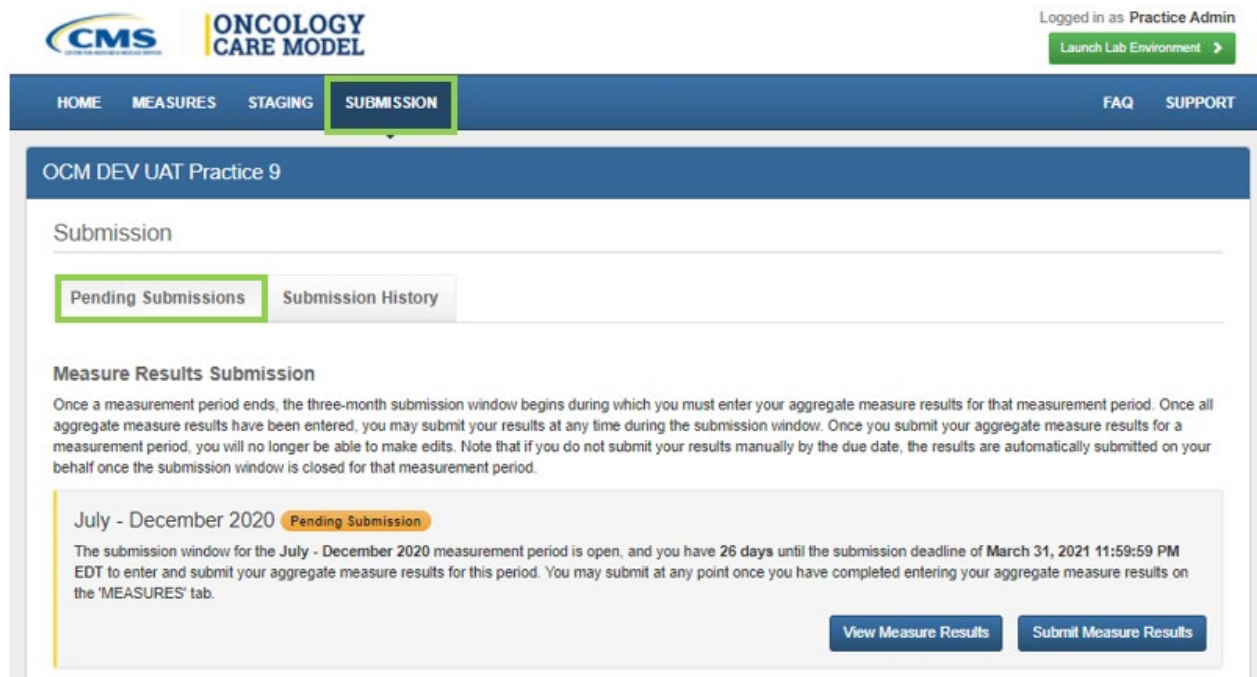 CMS
ONCOLOGY
CARE MODEL
Logged in as Practice Admin
Launch Lab Environment
HOME MEASURES STAGING SUBMISSION FAQ SUPPORT
OCM DEV UAT Practice 9
Submission
Pending Submissions Submission History
Measure Results Submission
Once a measurement period ends, the three-month submission window begins during which you must enter your aggregate measure results for that measurement period. Once all
aggregate measure results have been entered, you may submit your results at any time during the submission window. Once you submit your aggregate measure results for a
measurement period, you will no longer be able to make edits. Note that if you do not submit your results manually by the due date, the results are automatically submitted on your
behalf once the submission window is closed for that measurement period.
July - December 2020 Pending Submission
The submission window for the July - December 2020 measurement period is open, and you have 26 days until the submission deadline of March 31, 2021 11:59:59 PM
EDT to enter and submit your aggregate measure results for this period. You may submit at any point once you have completed entering your aggregate measure results on
the 'MEASURES' tab.
View Measure Results Submit Measure Results